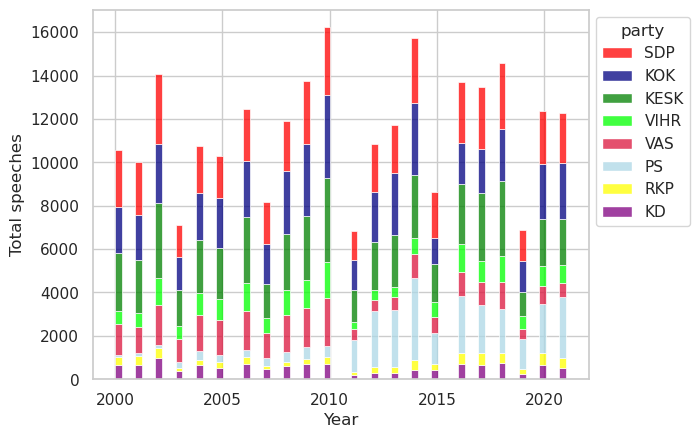 16000
14000
12000
10000
8000
6000
4000
2000
0
Total speeches
2000
2005
2010
2015
2020
Year
party
SDP
KOK
KESK
VIHR
VAS
PS
RKP
KD